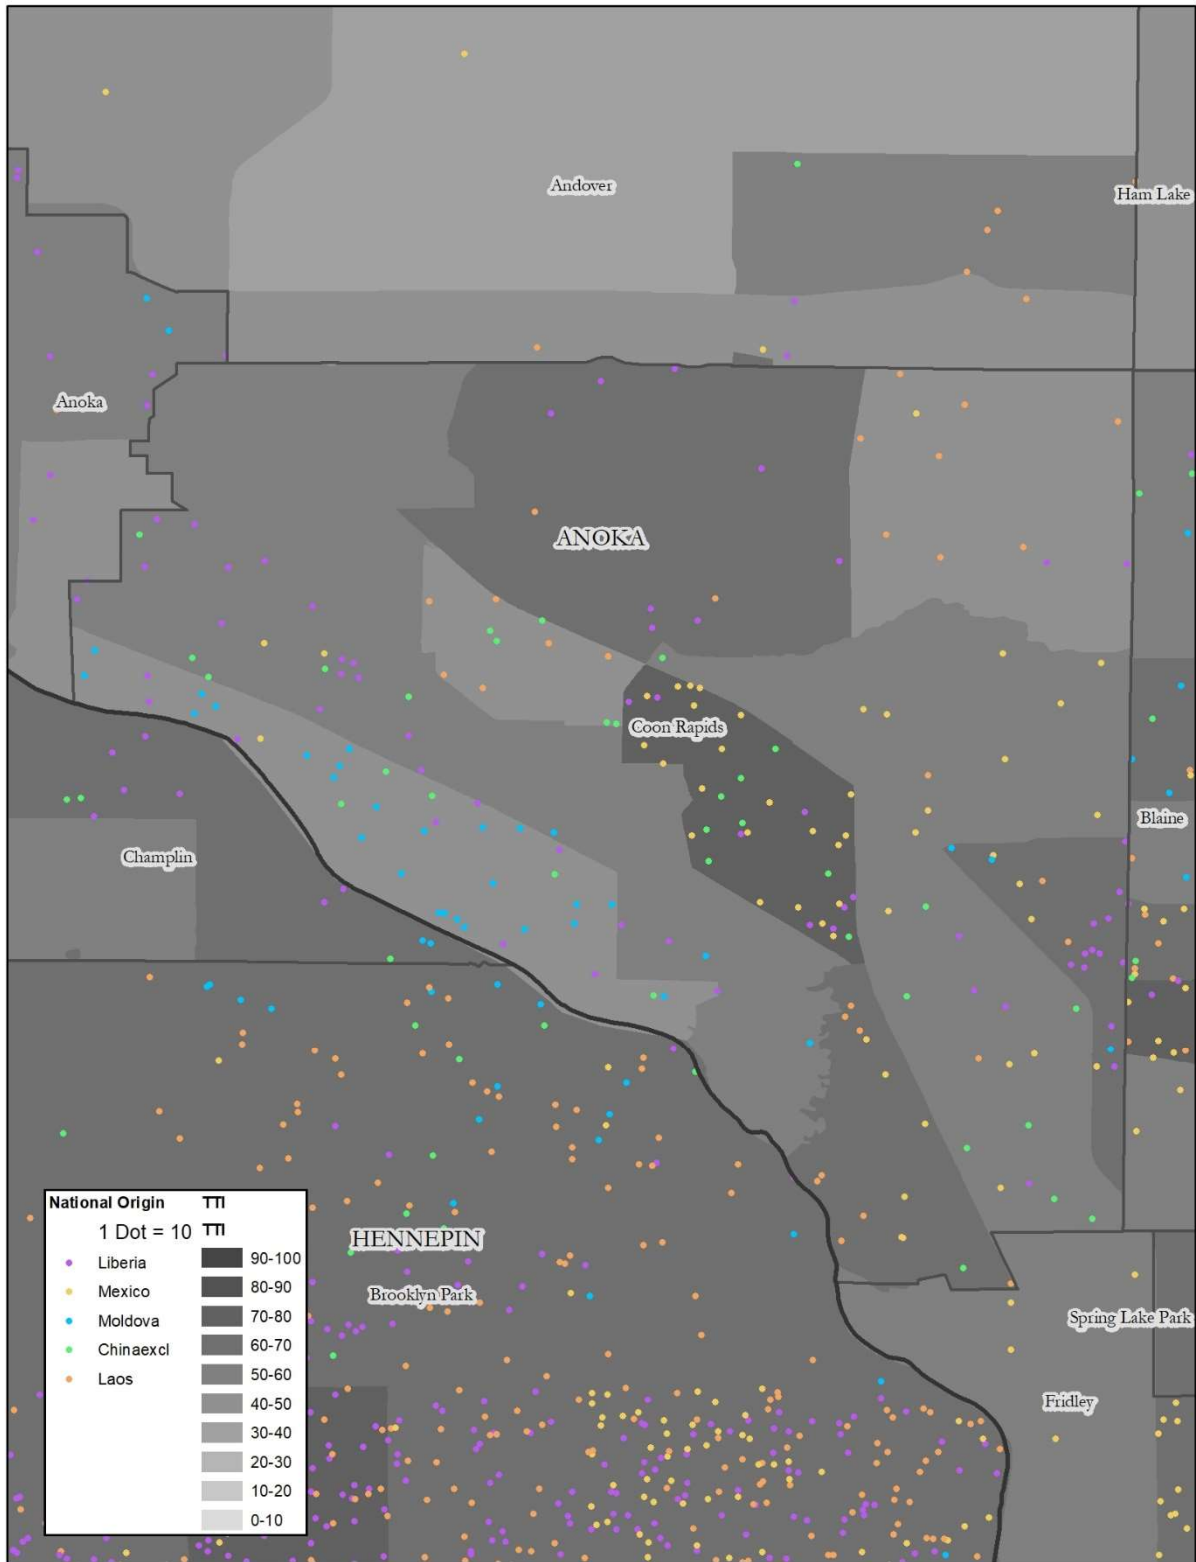 Andover
Ham Lake
Anoka
ANOKA
Coon Rapids
Blaine
Champlin
HENNEPIN
Brooklyn Park
Spring Lake Park
Fridley
National Origin
1 Dot = 10
Liberia
Mexico
Moldova
Chinaexcl
Laos
TTI
TTI
90-100
80-90
70-80
60-70
50-60
40-50
30-40
20-30
10-20
0-10